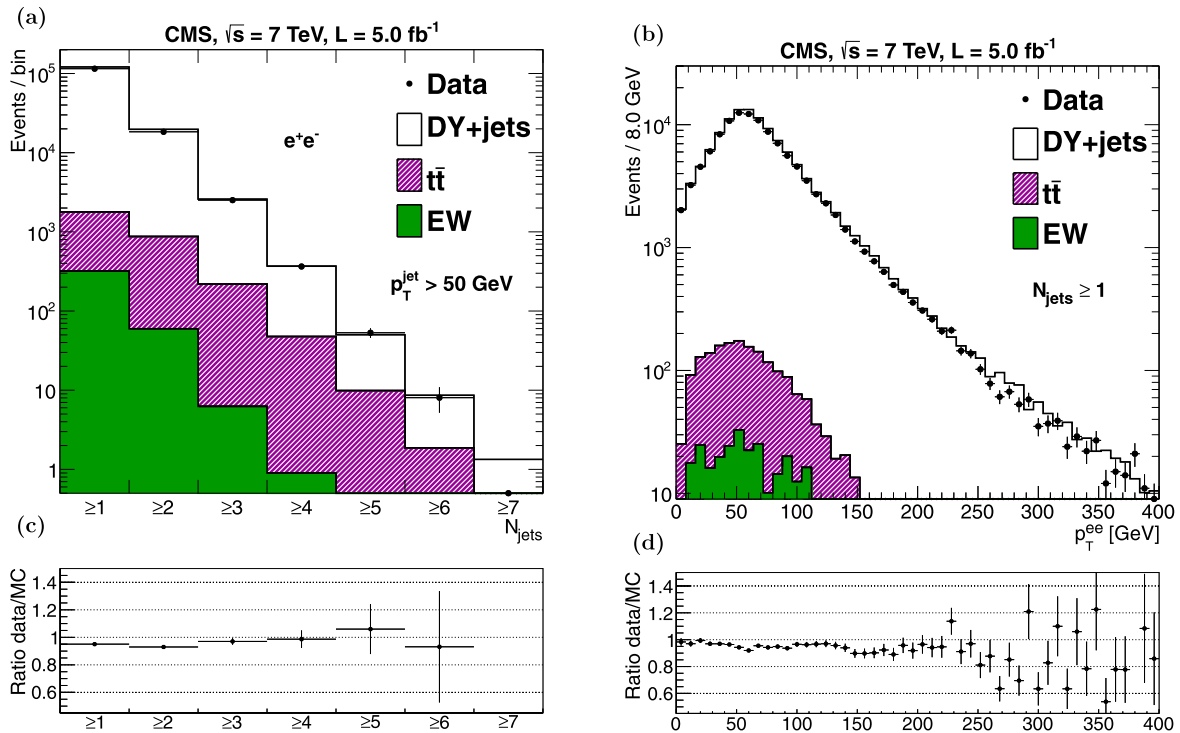 (a)
CMS, √s = 7 TeV, L = 5.0 fb⁻¹
Events / bin
10⁵
10⁴
10³
10²
10
1
Data
DY+jets
tt̄
EW
e⁺e⁻
p_T^jet > 50 GeV
≥1 ≥2 ≥3 ≥4 ≥5 ≥6 ≥7
N_jets
(b)
CMS, √s = 7 TeV, L = 5.0 fb⁻¹
Events / 8.0 GeV
10⁴
10³
10²
10
Data
DY+jets
tt̄
EW
N_jets ≥ 1
0 50 100 150 200 250 300 350 400
p_T^ee [GeV]
(c)
Ratio data/MC
1.4
1.2
1
0.8
0.6
≥1 ≥2 ≥3 ≥4 ≥5 ≥6 ≥7
(d)
Ratio data/MC
1.4
1.2
1
0.8
0.6
0 50 100 150 200 250 300 350 400